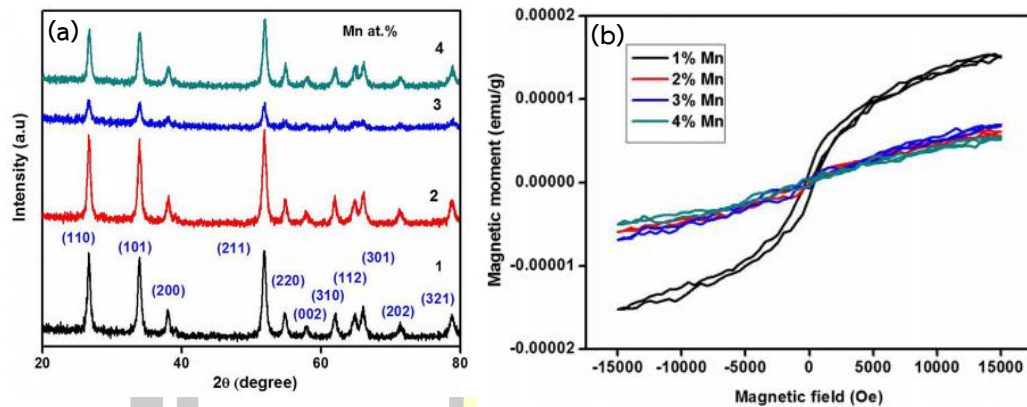 (a)
Mn at.%
4
3
2
1
(110)
(101)
(200)
(211)
(220)
(002)
(310)
(112)
(301)
(202)
(321)
Intensity (a.u)
20
40
60
80
2θ (degree)
(b)
1% Mn
2% Mn
3% Mn
4% Mn
Magnetic moment (emu/g)
0.00002
0.00001
0.00000
-0.00001
-0.00002
-15000
-10000
-5000
0
5000
10000
15000
Magnetic field (Oe)